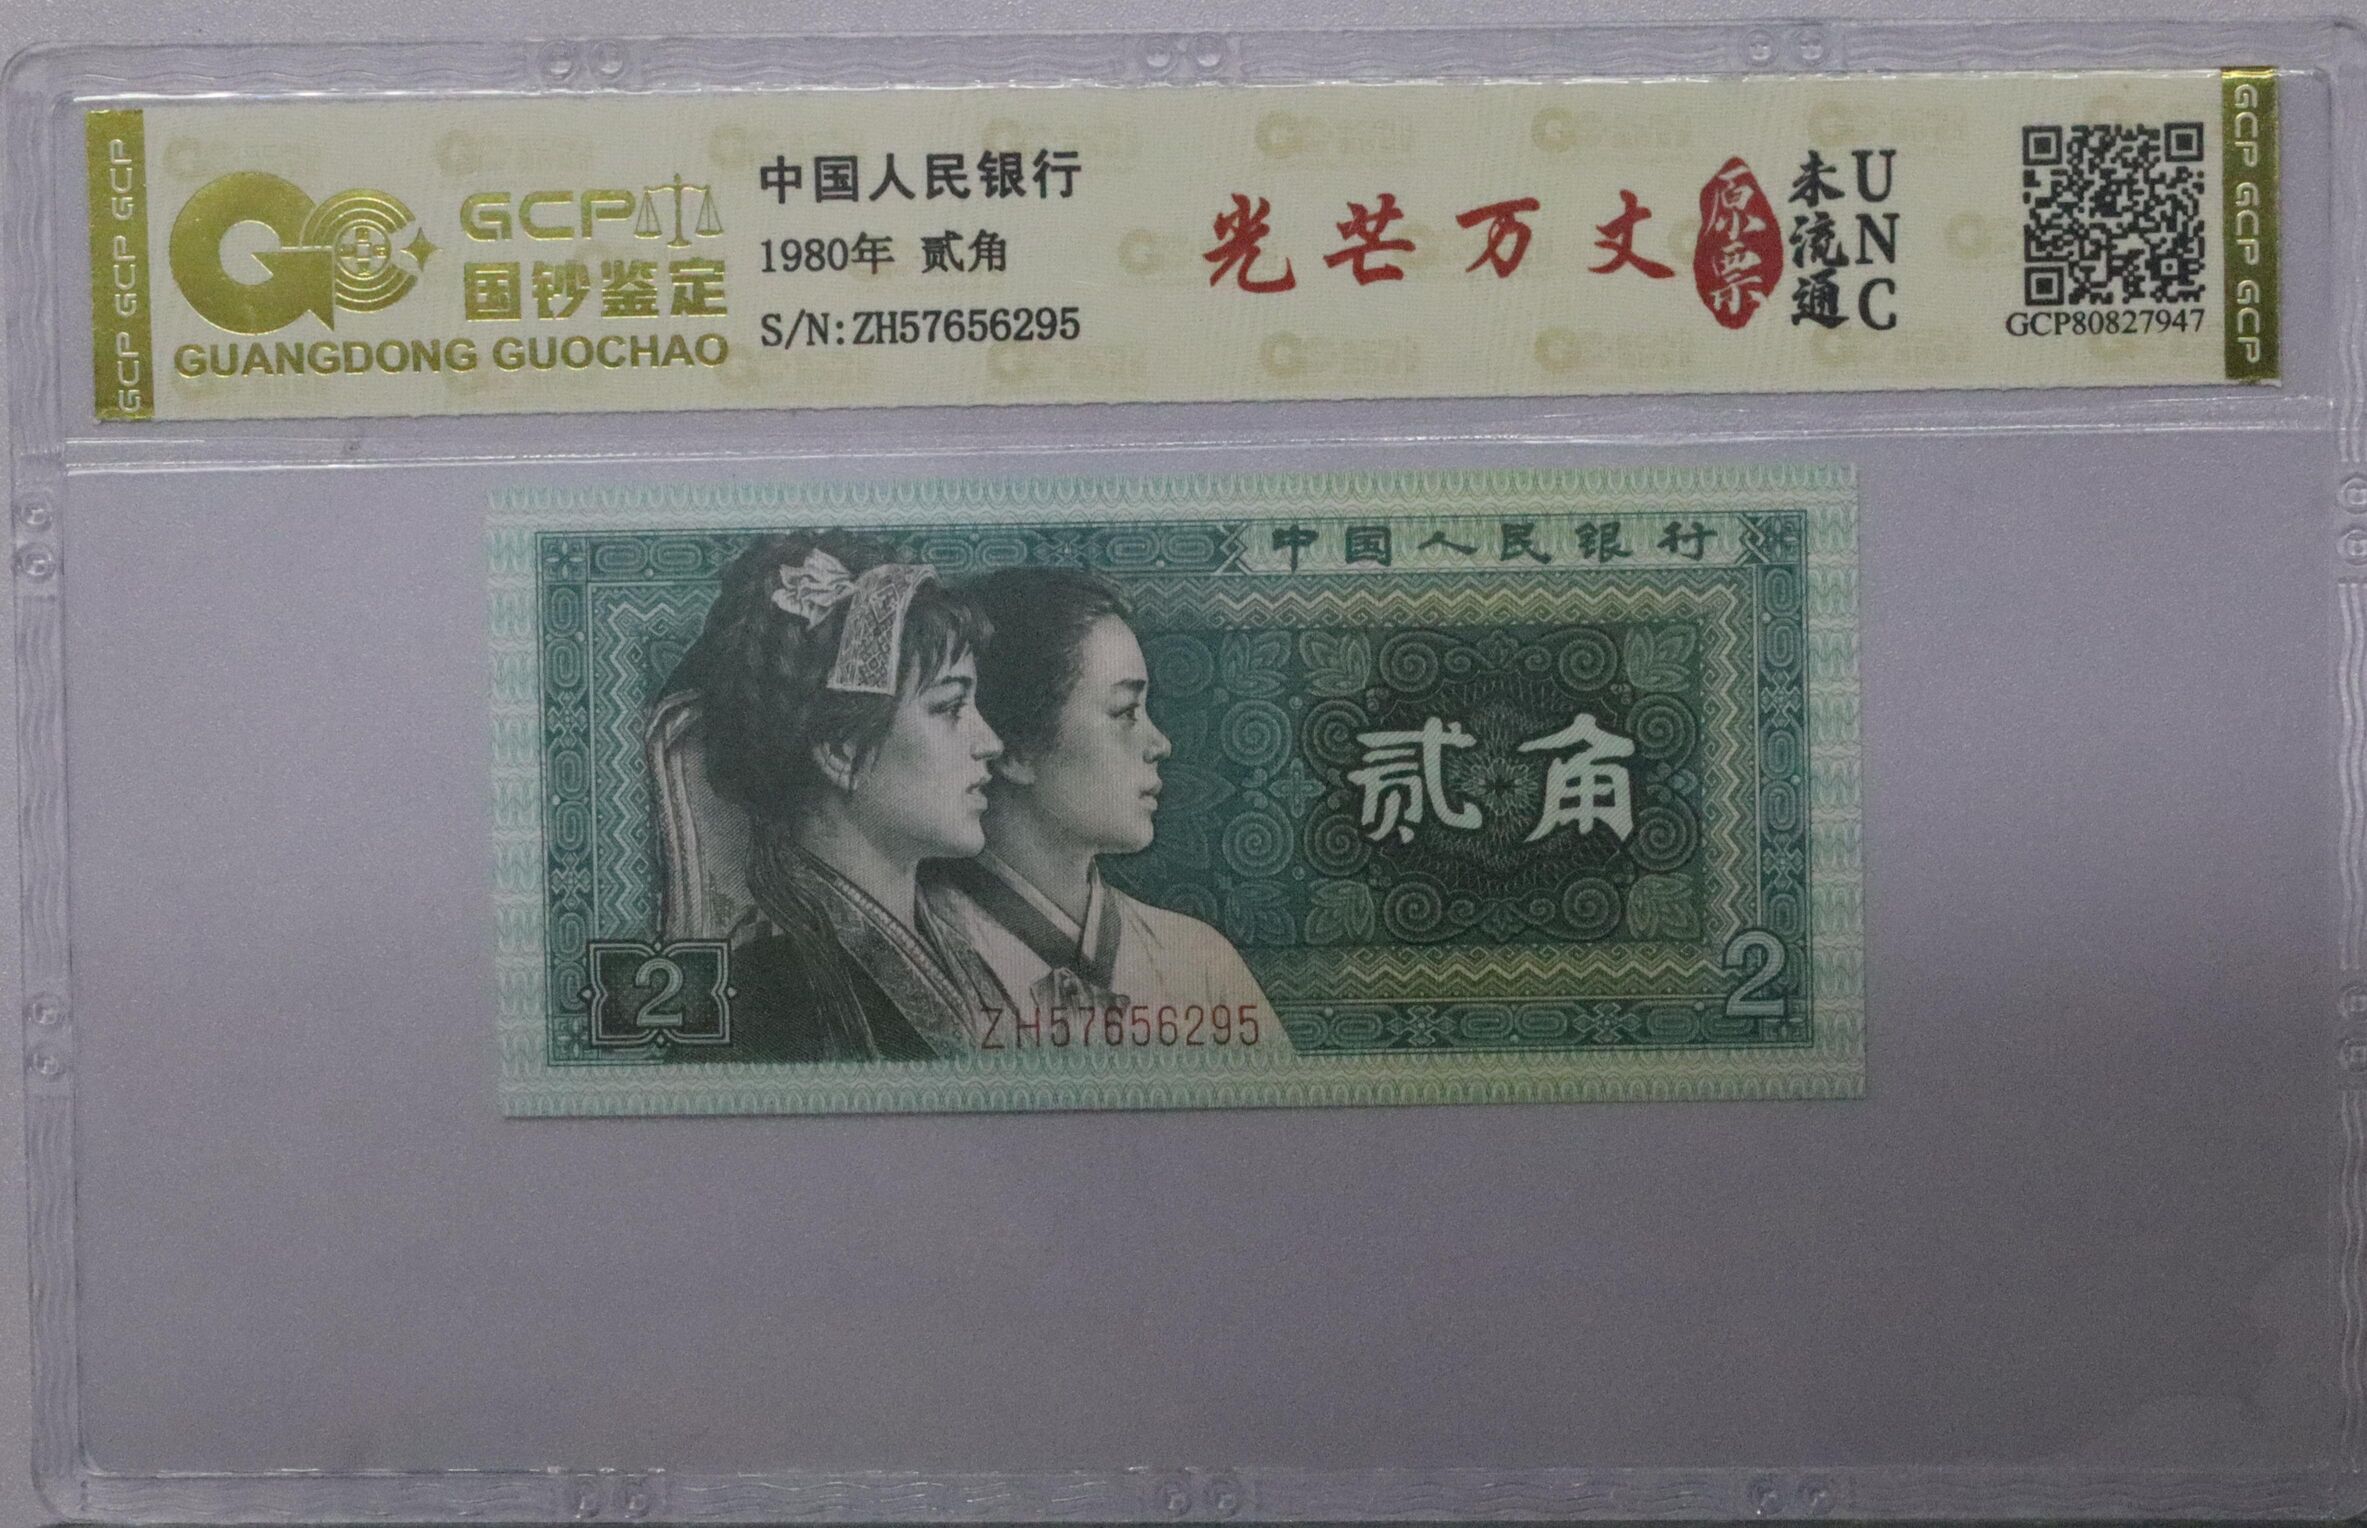 GCP GCP GCP
GCP
国钞鉴定
GUANGDONG GUOCHAO
中国人民银行
1980年 贰角
S/N:ZH57656295
光芒万丈
原票
未流通
UNC
GCP80827947
GCP GCP GCP
中国人民银行
贰角
2
2
ZH57656295